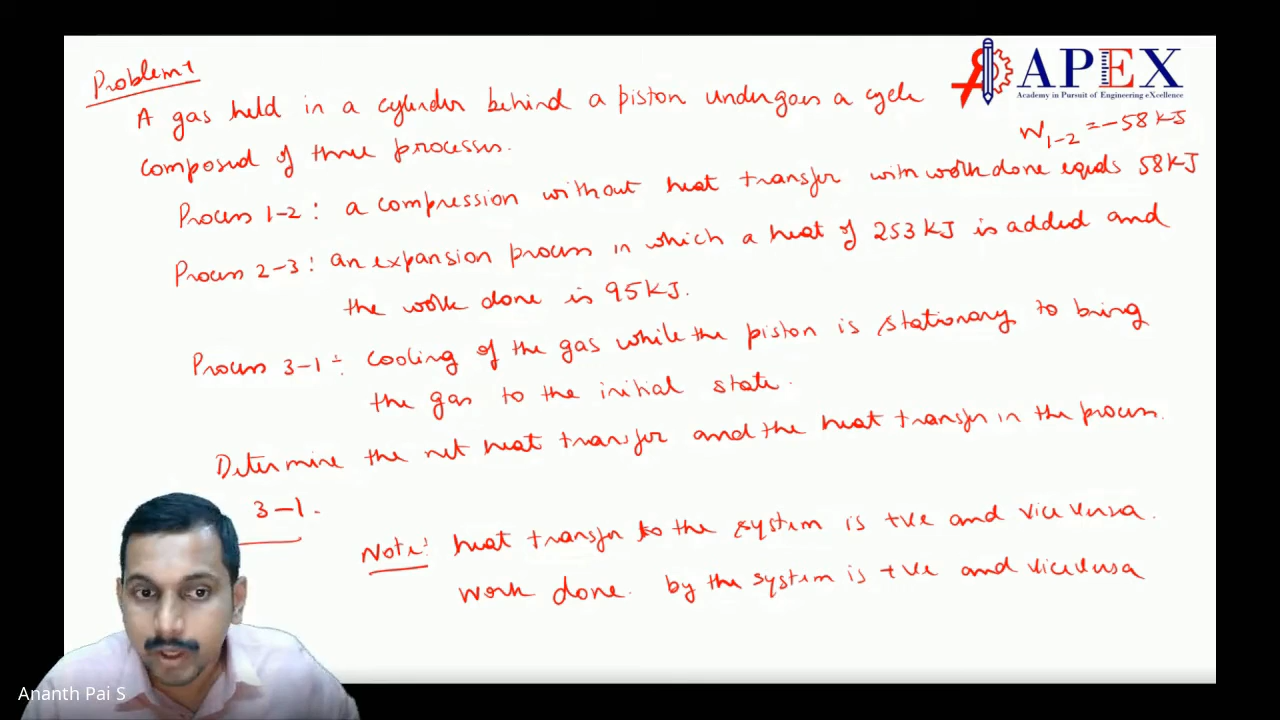 Problem 1
APEX
Academy in Pursuit of Engineering eXcellence
A gas held in a cylinder behind a piston undergoes a cycle
W1-2 = -58 kJ
composed of three processes.
Process 1-2 : a compression without heat transfer with work done equals 58 kJ
Process 2-3 : an expansion process in which a heat of 253 kJ is added and
the work done is 95 kJ.
Process 3-1 : cooling of the gas while the piston is stationary to bring
the gas to the initial state.
Determine the net heat transfer and the heat transfer in the process.
3-1.
Note: heat transfer to the system is +ve and vice versa.
work done. by the system is +ve and vice versa
Ananth Pai S